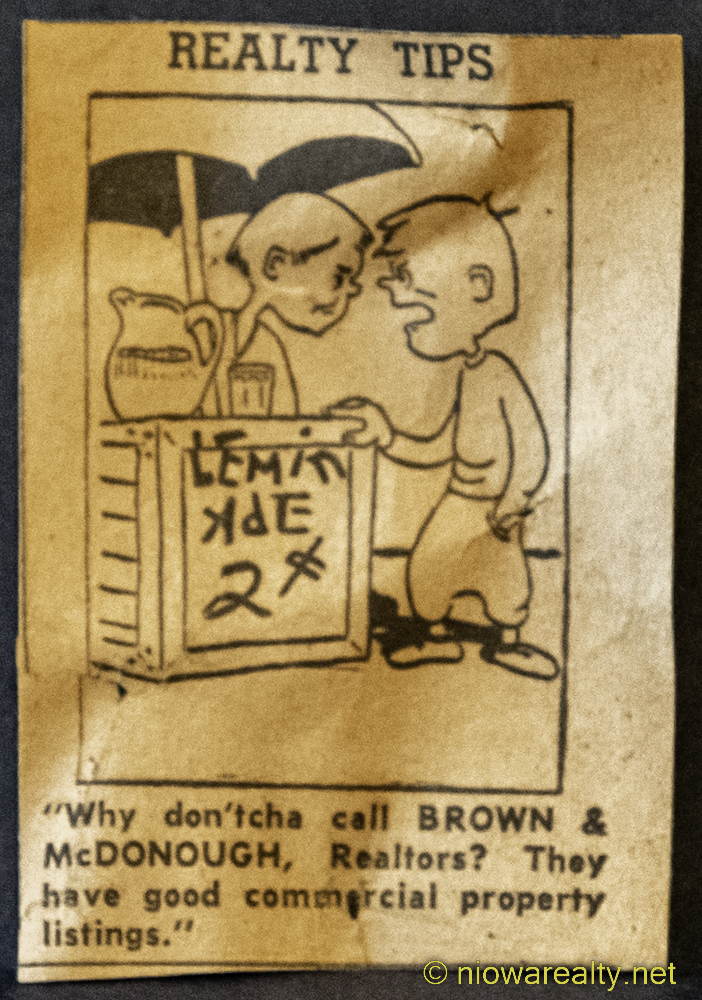 REALTY TIPS
LEMIN
ADE
2¢
"Why don'tcha call BROWN &
McDONOUGH, Realtors? They
have good commercial property
listings."
© niowarealty.net